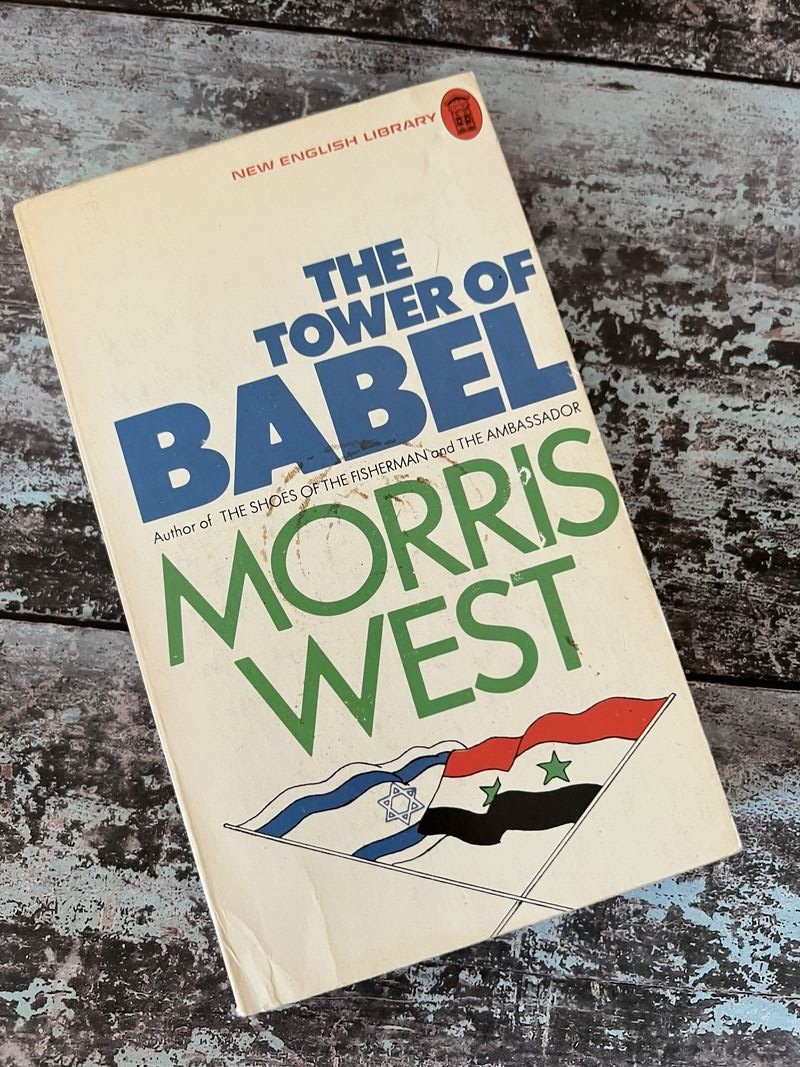 NEW ENGLISH LIBRARY
THE
TOWER OF
BABEL
Author of THE SHOES OF THE FISHERMAN and THE AMBASSADOR
MORRIS
WEST